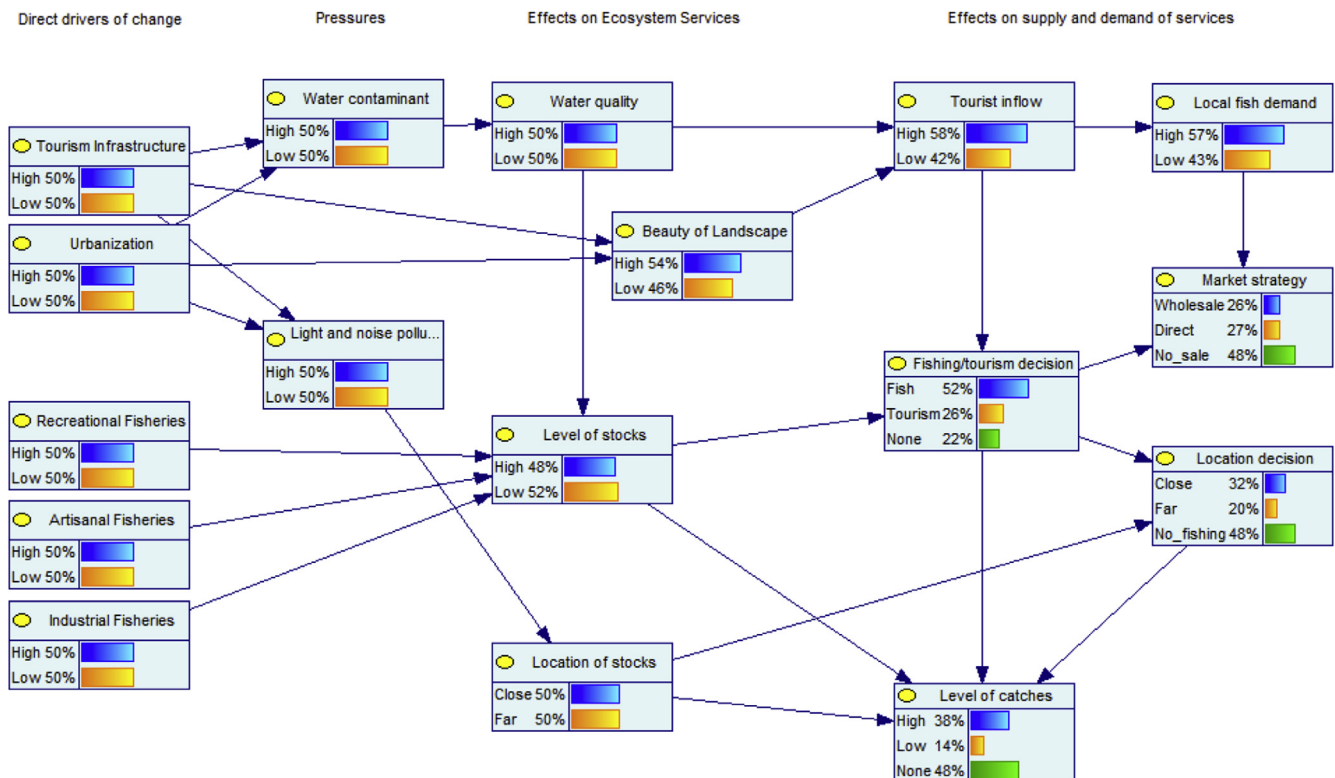 Direct drivers of change
Pressures
Effects on Ecosystem Services
Effects on supply and demand of services
Tourism Infrastructure
High 50%
Low 50%
Urbanization
High 50%
Low 50%
Recreational Fisheries
High 50%
Low 50%
Artisanal Fisheries
High 50%
Low 50%
Industrial Fisheries
High 50%
Low 50%
Water contaminant
High 50%
Low 50%
Light and noise pollu...
High 50%
Low 50%
Water quality
High 50%
Low 50%
Beauty of Landscape
High 54%
Low 46%
Level of stocks
High 48%
Low 52%
Location of stocks
Close 50%
Far 50%
Tourist inflow
High 58%
Low 42%
Fishing/tourism decision
Fish 52%
Tourism 26%
None 22%
Level of catches
High 38%
Low 14%
None 48%
Local fish demand
High 57%
Low 43%
Market strategy
Wholesale 26%
Direct 27%
No_sale 48%
Location decision
Close 32%
Far 20%
No_fishing 48%